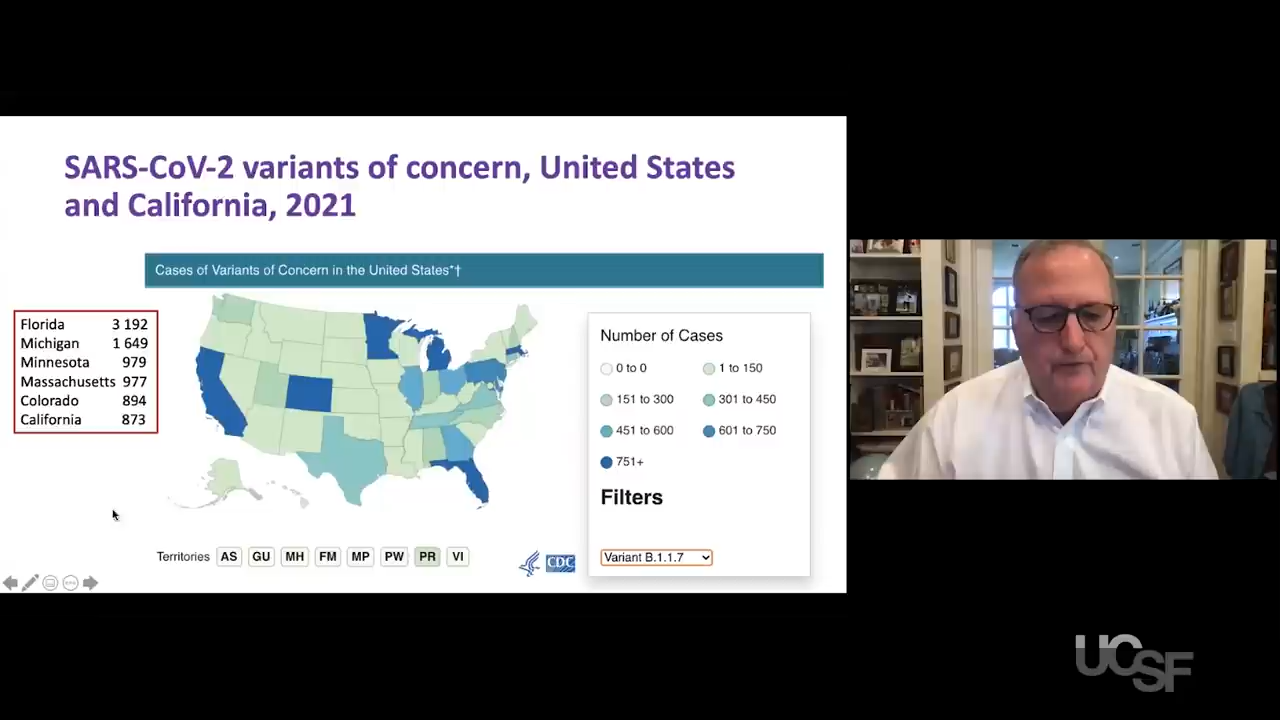 SARS-CoV-2 variants of concern, United States
and California, 2021
Cases of Variants of Concern in the United States*†
Florida 3 192
Michigan 1 649
Minnesota 979
Massachusetts 977
Colorado 894
California 873
Number of Cases
0 to 0 1 to 150
151 to 300 301 to 450
451 to 600 601 to 750
751+
Filters
Variant B.1.1.7
Territories AS GU MH FM MP PW PR VI
CDC
UCSF